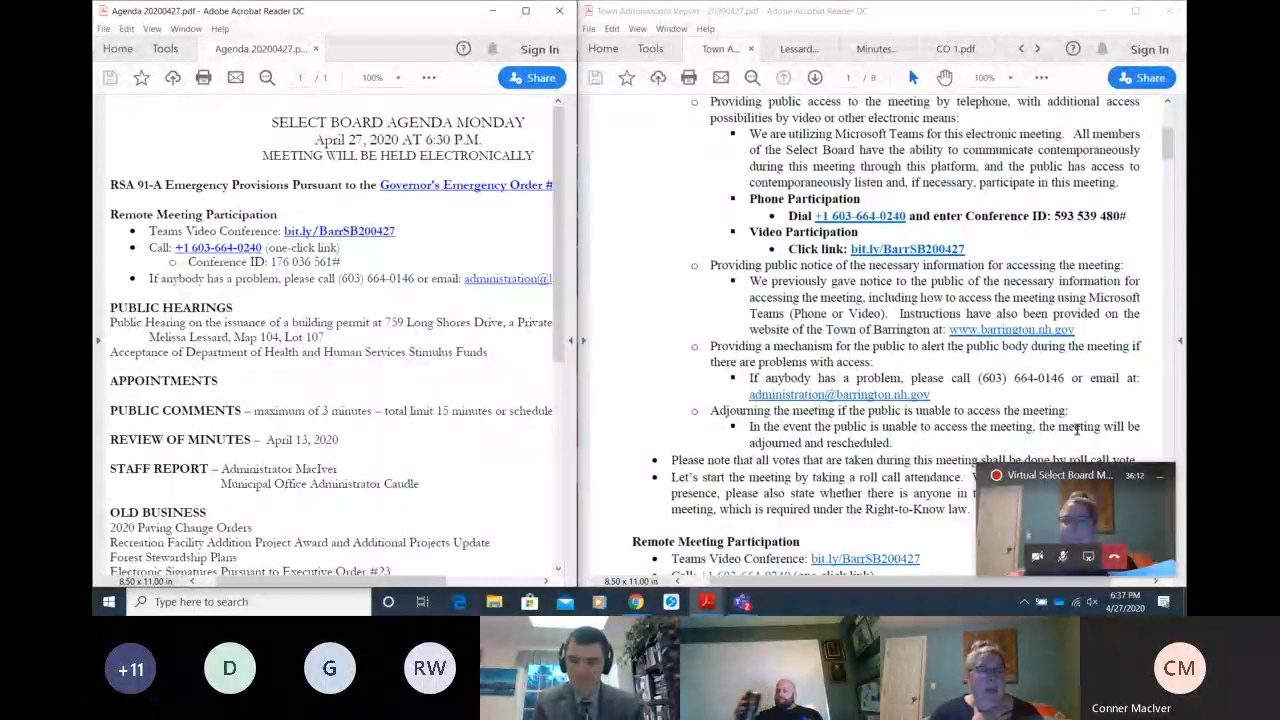 Agenda 20200427.pdf - Adobe Acrobat Reader DC
File Edit View Window Help
Home Tools Agenda 20200427.p... × Sign In
1 / 1 100% Share
SELECT BOARD AGENDA MONDAY
April 27, 2020 AT 6:30 P.M.
MEETING WILL BE HELD ELECTRONICALLY
RSA 91-A Emergency Provisions Pursuant to the Governor's Emergency Order #
Remote Meeting Participation
• Teams Video Conference: bit.ly/BarrSB200427
• Call: +1 603-664-0240 (one-click link)
o Conference ID: 176 036 561#
• If anybody has a problem, please call (603) 664-0146 or email: administration@
PUBLIC HEARINGS
Public Hearing on the issuance of a building permit at 759 Long Shores Drive, a Private
Melissa Lessard, Map 104, Lot 107
Acceptance of Department of Health and Human Services Stimulus Funds
APPOINTMENTS
PUBLIC COMMENTS – maximum of 3 minutes – total limit 15 minutes or schedule
REVIEW OF MINUTES – April 13, 2020
STAFF REPORT – Administrator MacIver
Municipal Office Administrator Caudle
OLD BUSINESS
2020 Paving Change Orders
Recreation Facility Addition Project Award and Additional Projects Update
Forest Stewardship Plans
Electronic Signatures Pursuant to Executive Order #23
8.50 x 11.00 in
Town Administrator Report - 20200427.pdf - Adobe Acrobat Reader DC
File Edit View Window Help
Home Tools Town A... × Lessard... Minutes... CO 1.pdf Sign In
1 / 8 100% Share
o Providing public access to the meeting by telephone, with additional access
possibilities by video or other electronic means:
▪ We are utilizing Microsoft Teams for this electronic meeting. All members
of the Select Board have the ability to communicate contemporaneously
during this meeting through this platform, and the public has access to
contemporaneously listen and, if necessary, participate in this meeting.
▪ Phone Participation
• Dial +1 603-664-0240 and enter Conference ID: 593 539 480#
▪ Video Participation
• Click link: bit.ly/BarrSB200427
o Providing public notice of the necessary information for accessing the meeting:
▪ We previously gave notice to the public of the necessary information for
accessing the meeting, including how to access the meeting using Microsoft
Teams (Phone or Video). Instructions have also been provided on the
website of the Town of Barrington at: www.barrington.nh.gov
o Providing a mechanism for the public to alert the public body during the meeting if
there are problems with access:
▪ If anybody has a problem, please call (603) 664-0146 or email at:
administration@barrington.nh.gov
o Adjourning the meeting if the public is unable to access the meeting:
▪ In the event the public is unable to access the meeting, the meeting will be
adjourned and rescheduled.
• Please note that all votes that are taken during this meeting shall be done by roll call vote.
• Let's start the meeting by taking a roll call attendance.
presence, please also state whether there is anyone in
meeting, which is required under the Right-to-Know law.
Remote Meeting Participation
• Teams Video Conference: bit.ly/BarrSB200427
• Call: +1 603-664-0240 (one-click link)
8.50 x 11.00 in
Virtual Select Board M... 36:12
Type here to search
6:37 PM
4/27/2020
+11 D G RW CM
Conner MacIver